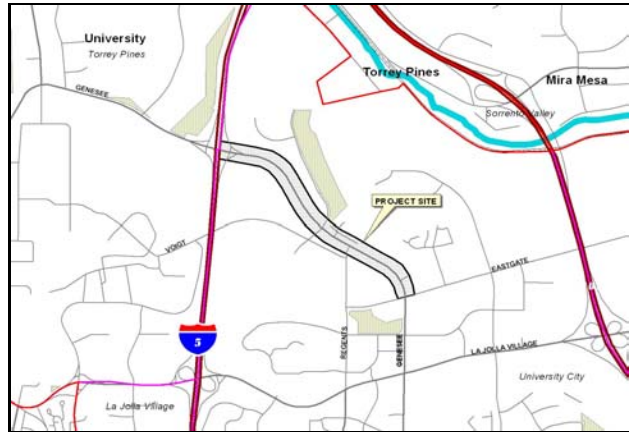 University
Torrey Pines
GENESEE
Torrey Pines
Mira Mesa
Sorrento Valley
PROJECT SITE
VOIGT
EASTGATE
5
REGENTS
GENESEE
LA JOLLA VILLAGE
La Jolla Village
University City